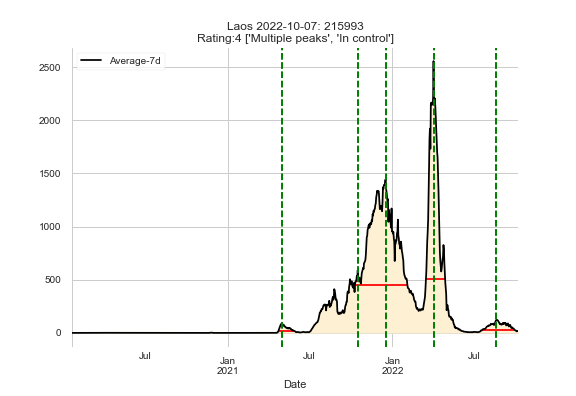 Laos 2022-10-07: 215993
Rating:4 ['Multiple peaks', 'In control']
Average-7d
2500
2000
1500
1000
500
0
Jul
Jan
2021
Jul
Jan
2022
Jul
Date